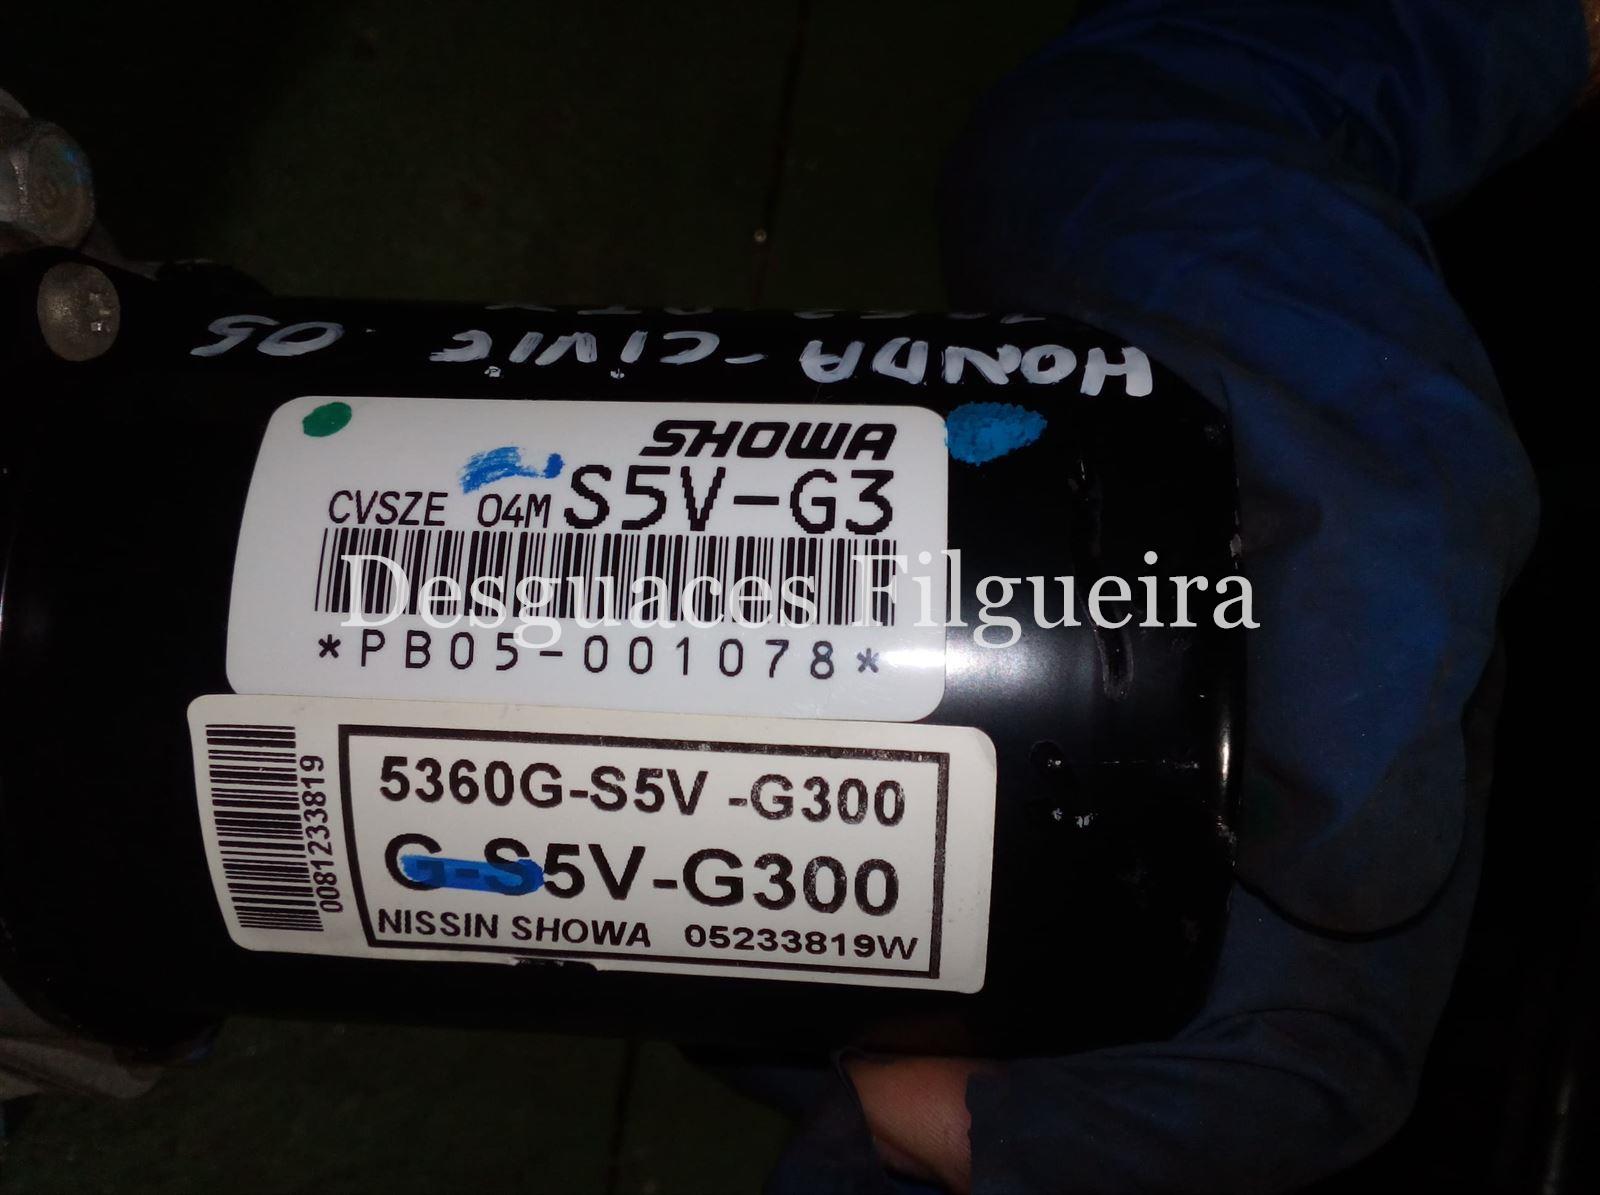 HONDA - CIVIC 05
SHOWA
CVSZE 04M S5V-G3
*PB05-001078*
Desguaces Filgueira
0081233819
5360G-S5V -G300
G-S5V-G300
NISSIN SHOWA 05233819W